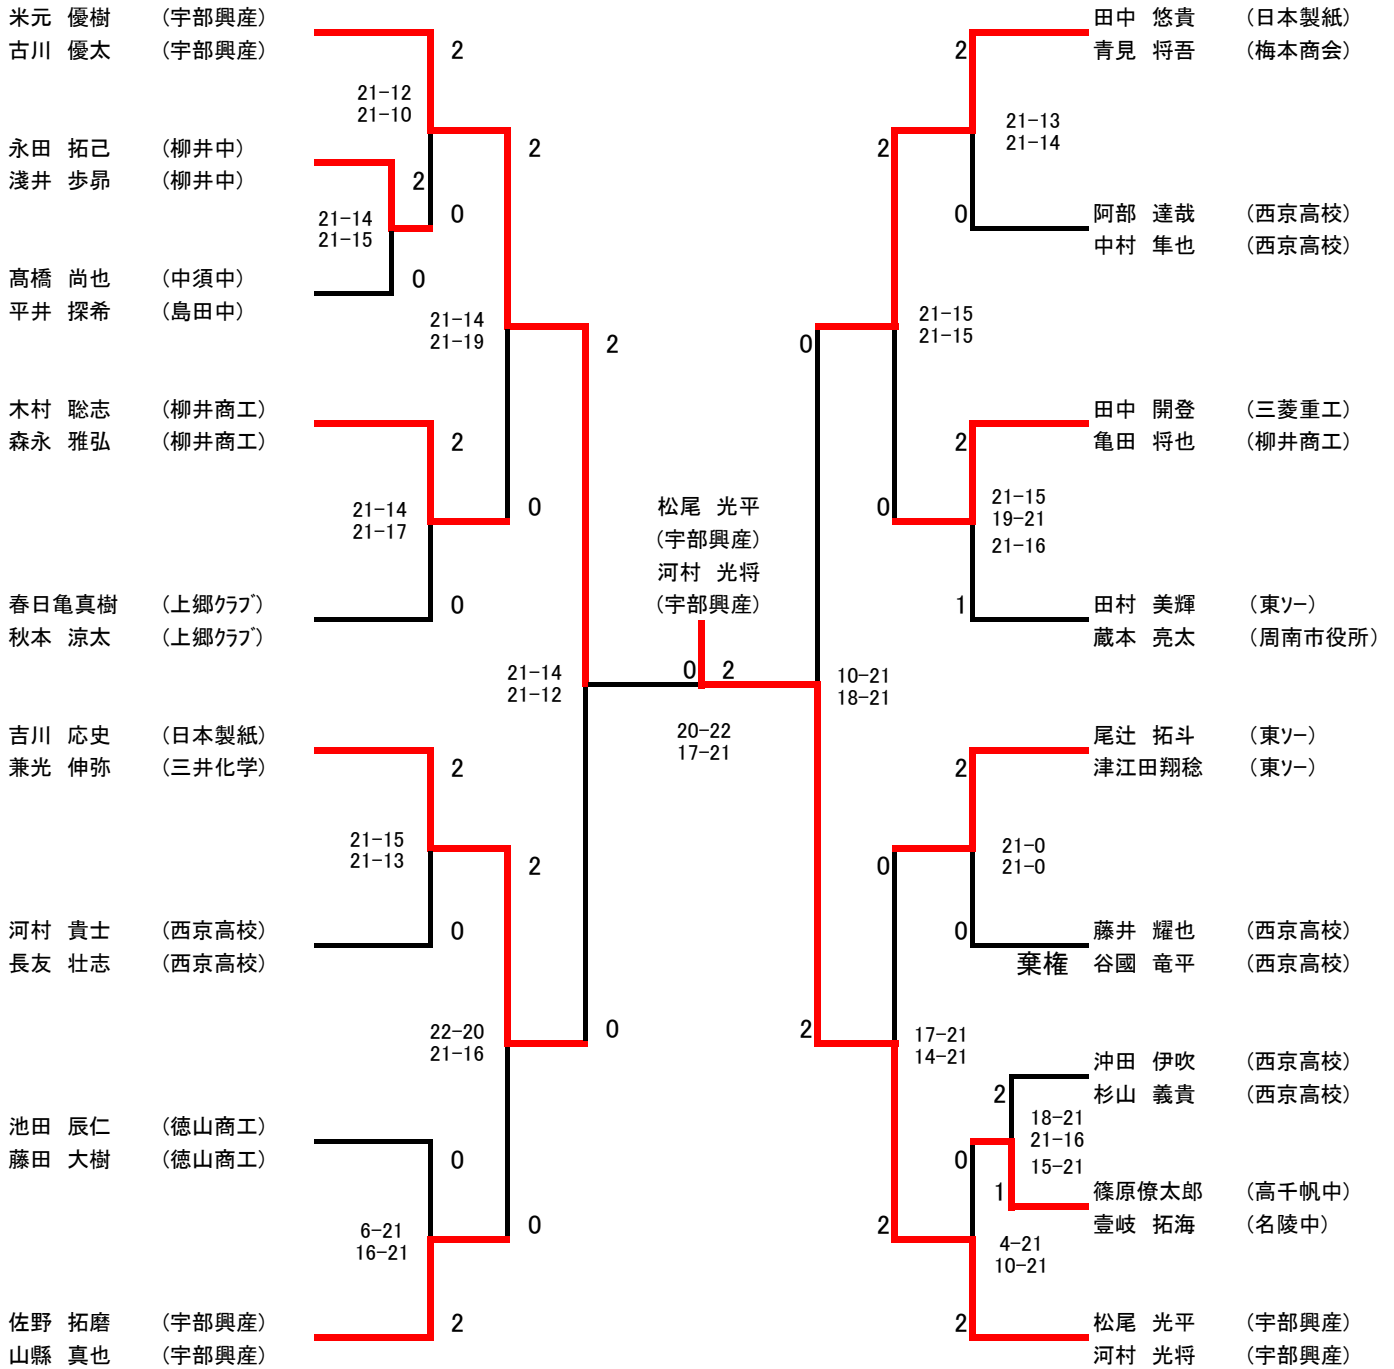 米元 優樹 （宇部興産）
古川 優太 （宇部興産）
2
21-12
21-10
永田 拓己 （柳井中）
淺井 歩昴 （柳井中）
2
2
0
21-14
21-15
髙橋 尚也 （中須中）
平井 探希 （島田中）
0
21-14
21-19
2
木村 聡志 （柳井商工）
森永 雅弘 （柳井商工）
2
21-14
21-17
0
春日亀真樹 （上郷ｸﾗﾌﾞ）
秋本 涼太 （上郷ｸﾗﾌﾞ）
0
21-14
21-12
吉川 応史 （日本製紙）
兼光 伸弥 （三井化学）
2
21-15
21-13
2
河村 貴士 （西京高校）
長友 壮志 （西京高校）
0
22-20
21-16
0
池田 辰仁 （徳山商工）
藤田 大樹 （徳山商工）
0
6-21
16-21
0
佐野 拓磨 （宇部興産）
山縣 真也 （宇部興産）
2
松尾 光平
（宇部興産）
河村 光将
（宇部興産）
0 2
20-22
17-21
田中 悠貴 （日本製紙）
青見 将吾 （梅本商会）
2
21-13
21-14
2
阿部 達哉 （西京高校）
中村 隼也 （西京高校）
0
21-15
21-15
0
田中 開登 （三菱重工）
亀田 将也 （柳井商工）
2
0
21-15
19-21
21-16
田村 美輝 （東ｿｰ）
蔵本 亮太 （周南市役所）
1
10-21
18-21
尾辻 拓斗 （東ｿｰ）
津江田翔稔 （東ｿｰ）
2
0
21-0
21-0
藤井 耀也 （西京高校）
0
棄権 谷國 竜平 （西京高校）
2
17-21
14-21
沖田 伊吹 （西京高校）
杉山 義貴 （西京高校）
2
18-21
21-16
15-21
0
1
篠原僚太郎 （高千帆中）
壹岐 拓海 （名陵中）
2
4-21
10-21
松尾 光平 （宇部興産）
河村 光将 （宇部興産）
2